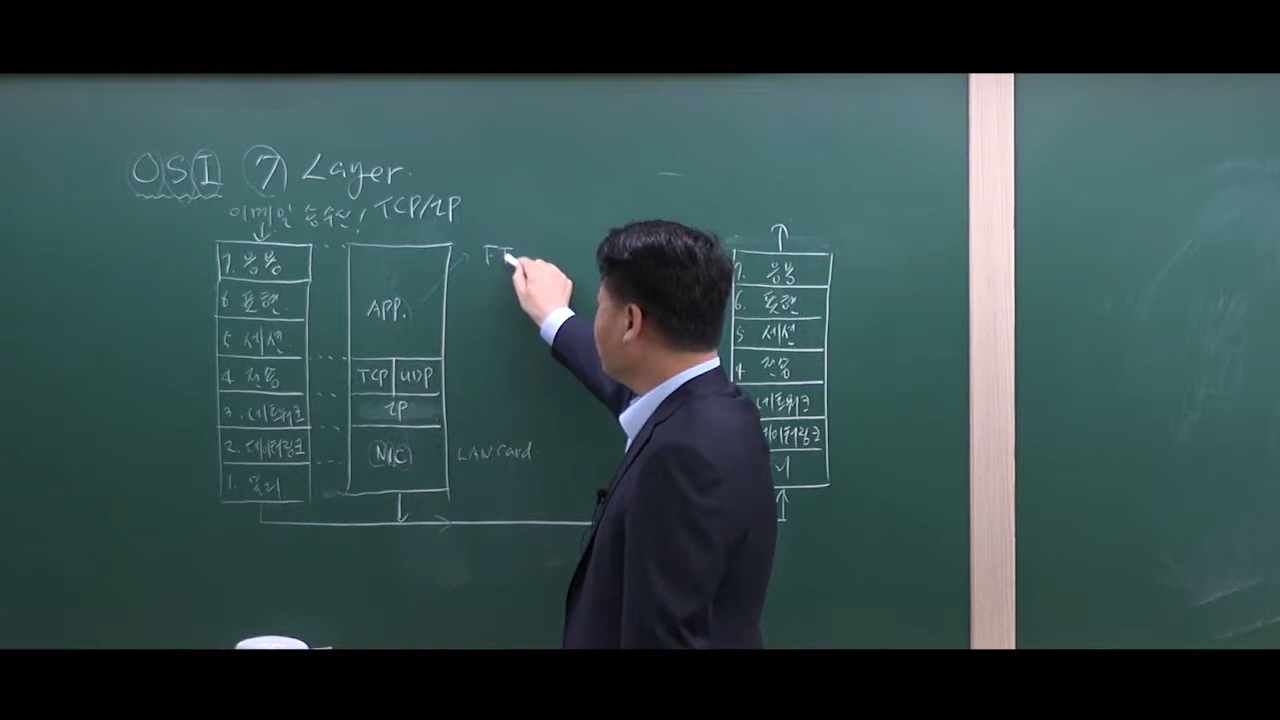 OSI 7 Layer.
이메일 송수신! TCP/IP
7. 응용
6 표현
5 세션
4. 전송
3. 네트워크
2. 데이터링크
1. 물리
APP.
TCP UDP
IP
NIC
LAN Card
FT
7. 응용
6. 표현
5 세션
4 전송
네트워크
데이터링크
리